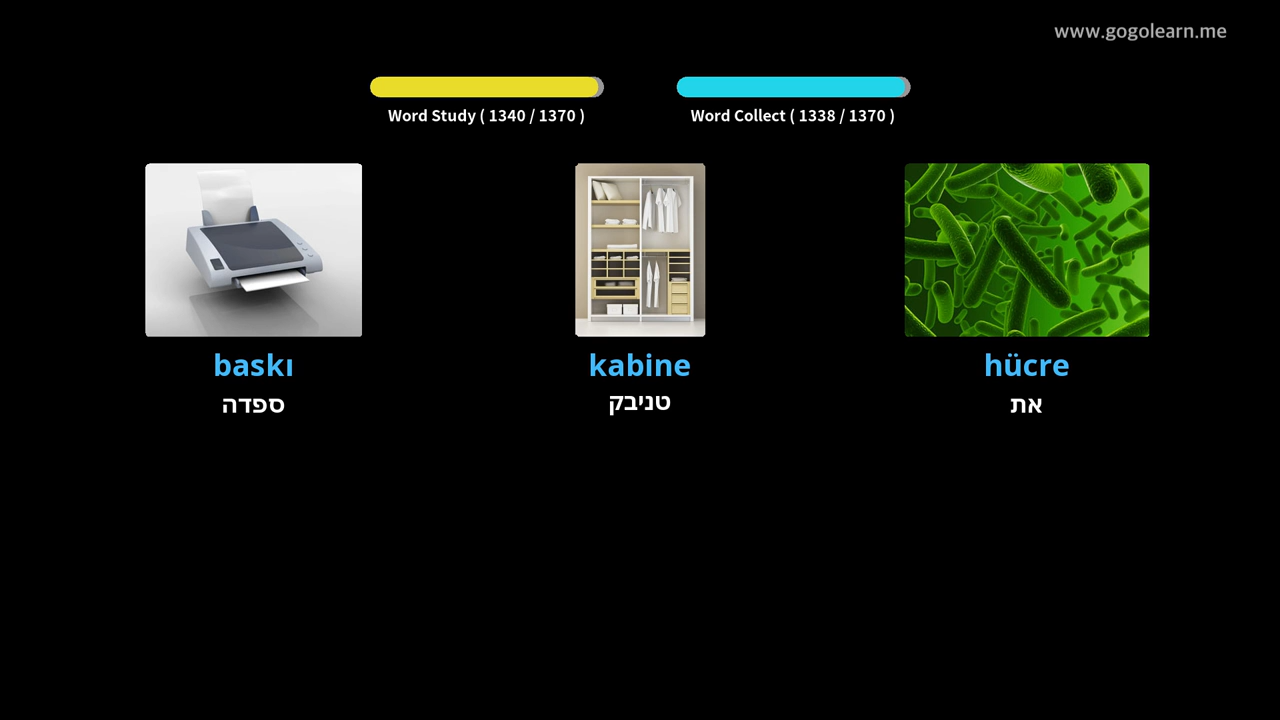 www.gogolearn.me
Word Study ( 1340 / 1370 )
Word Collect ( 1338 / 1370 )
baskı
ספדה
kabine
טניבק
hücre
את